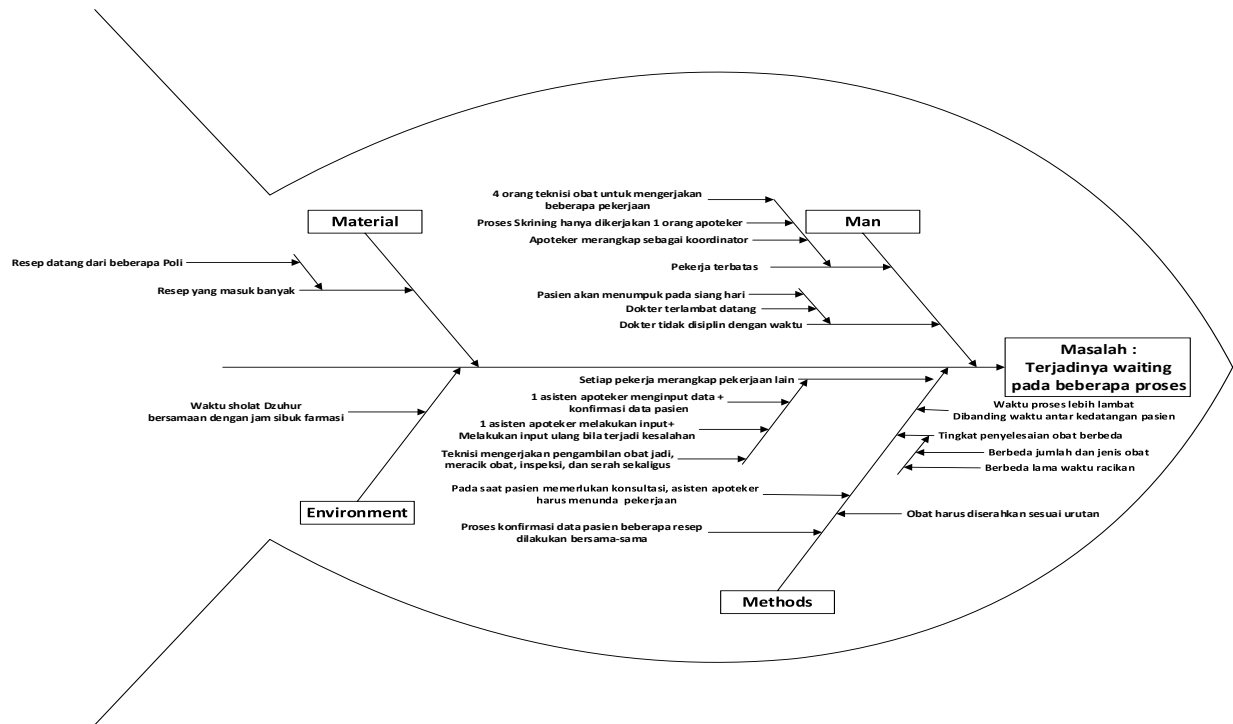 4 orang teknisi obat untuk mengerjakan
beberapa pekerjaan
Material
Proses Skrining hanya dikerjakan 1 orang apoteker
Man
Apoteker merangkap sebagai koordinator
Resep datang dari beberapa Poli
Pekerja terbatas
Resep yang masuk banyak
Pasien akan menumpuk pada siang hari
Dokter terlambat datang
Dokter tidak disiplin dengan waktu
Masalah :
Terjadinya waiting
pada beberapa proses
Setiap pekerja merangkap pekerjaan lain
1 asisten apoteker menginput data +
konfirmasi data pasien
Waktu sholat Dzuhur
bersamaan dengan jam sibuk farmasi
Waktu proses lebih lambat
Dibanding waktu antar kedatangan pasien
1 asisten apoteker melakukan input+
Melakukan input ulang bila terjadi kesalahan
Tingkat penyelesaian obat berbeda
Teknisi mengerjakan pengambilan obat jadi,
meracik obat, inspeksi, dan serah sekaligus
Berbeda jumlah dan jenis obat
Berbeda lama waktu racikan
Pada saat pasien memerlukan konsultasi, asisten apoteker
harus menunda pekerjaan
Environment
Obat harus diserahkan sesuai urutan
Proses konfirmasi data pasien beberapa resep
dilakukan bersama-sama
Methods